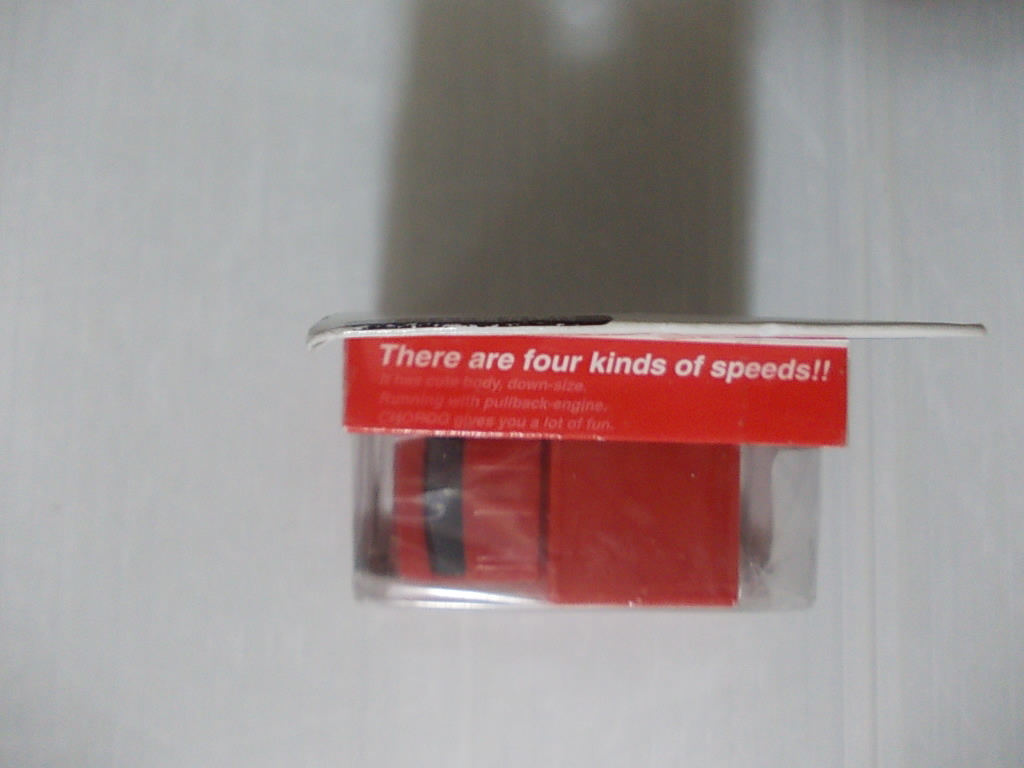 There are four kinds of speeds!!
It has cute body, down-size.
Running with pullback-engine.
CHOROQ gives you a lot of fun.